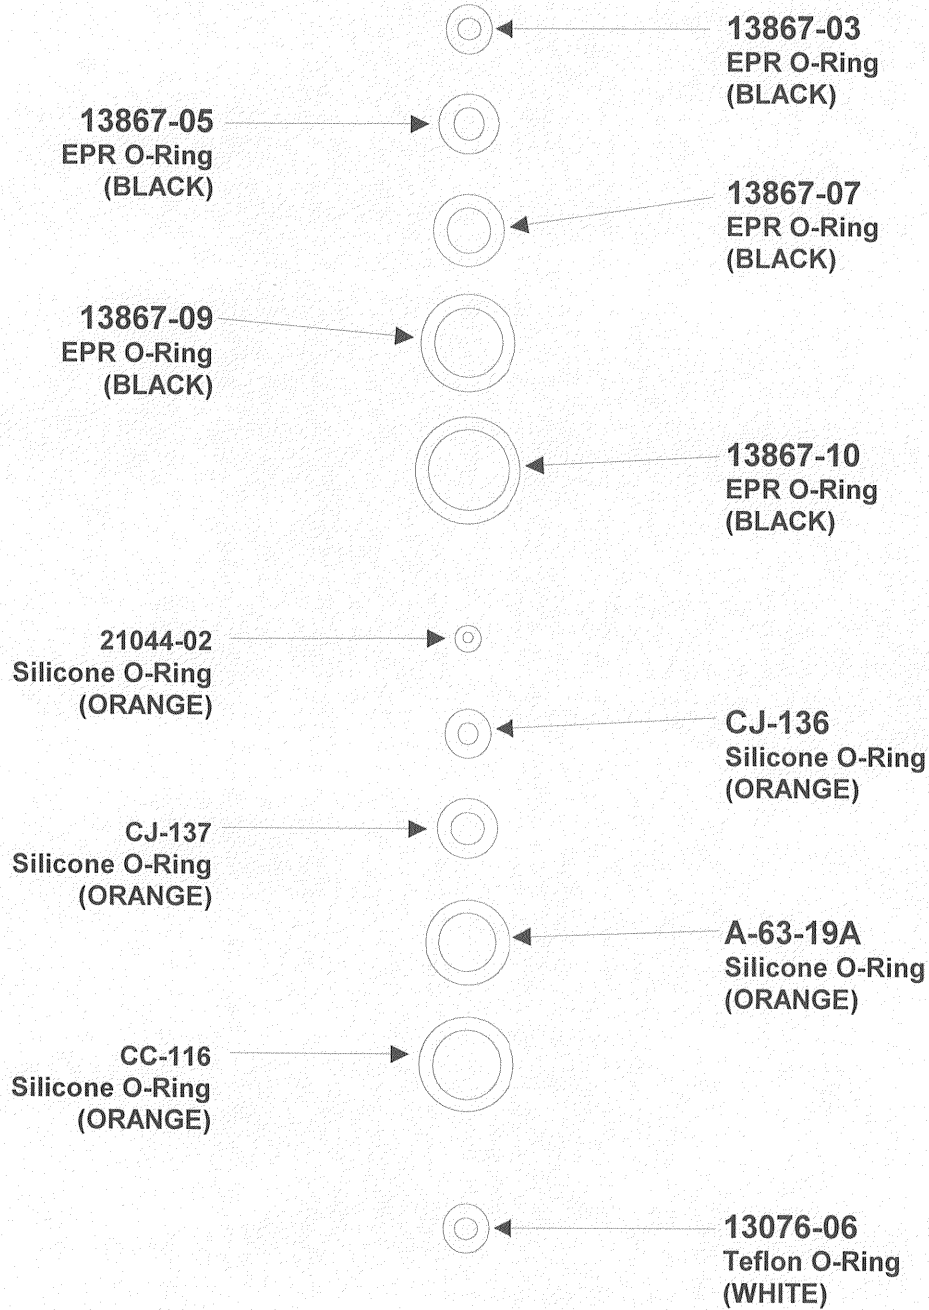 13867-03
EPR O-Ring
(BLACK)
13867-05
EPR O-Ring
(BLACK)
13867-07
EPR O-Ring
(BLACK)
13867-09
EPR O-Ring
(BLACK)
13867-10
EPR O-Ring
(BLACK)
21044-02
Silicone O-Ring
(ORANGE)
CJ-136
Silicone O-Ring
(ORANGE)
CJ-137
Silicone O-Ring
(ORANGE)
A-63-19A
Silicone O-Ring
(ORANGE)
CC-116
Silicone O-Ring
(ORANGE)
13076-06
Teflon O-Ring
(WHITE)